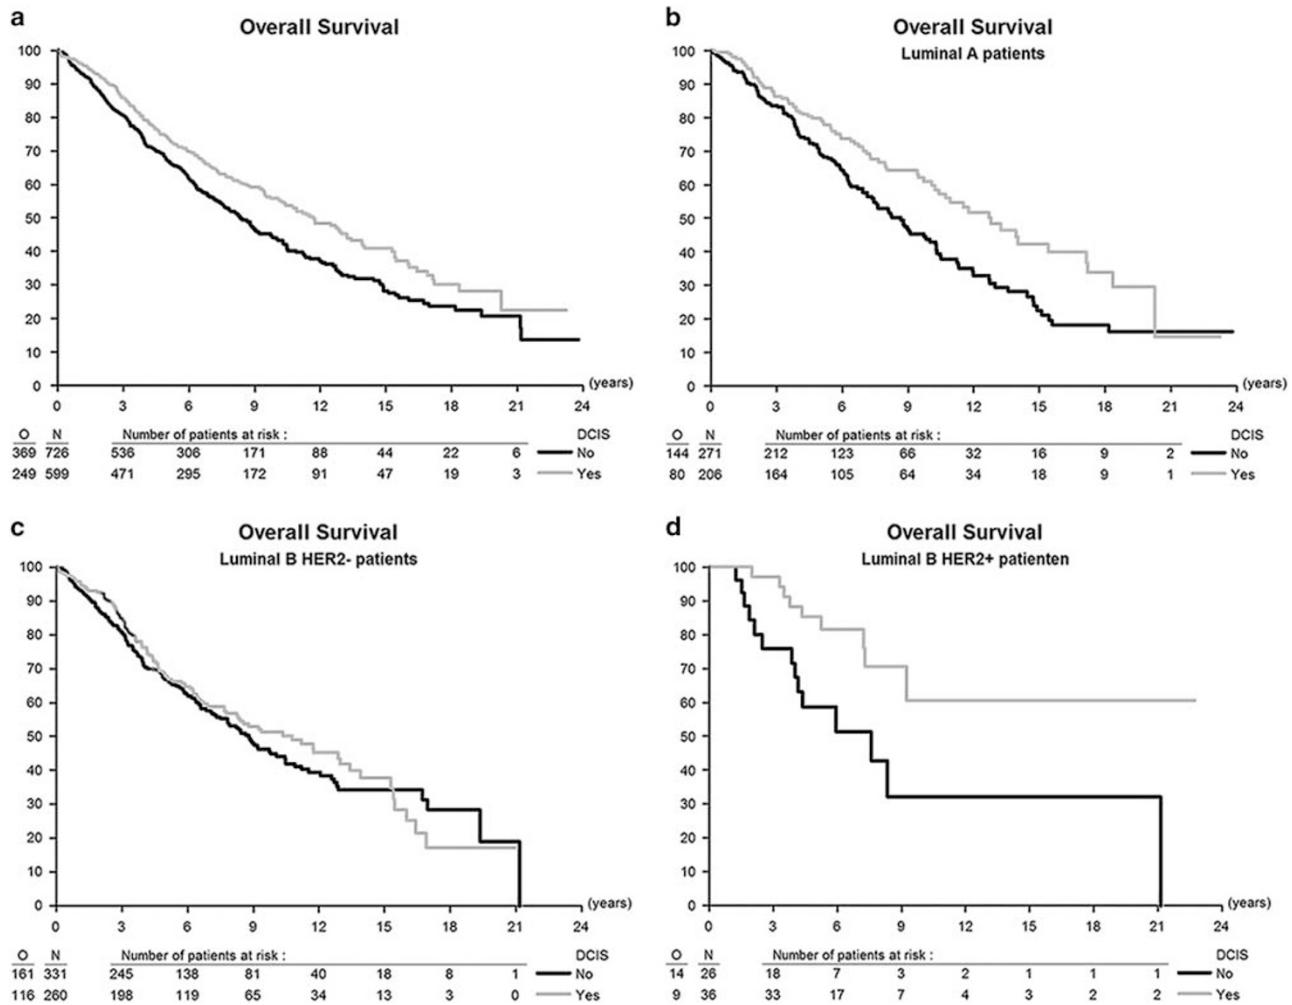 a
Overall Survival
100
90
80
70
60
50
40
30
20
10
0
0 3 6 9 12 15 18 21 24
(years)
O N Number of patients at risk : DCIS
369 726 536 306 171 88 44 22 6 No
249 599 471 295 172 91 47 19 3 Yes
b
Overall Survival
Luminal A patients
100
90
80
70
60
50
40
30
20
10
0
0 3 6 9 12 15 18 21 24
(years)
O N Number of patients at risk : DCIS
144 271 212 123 66 32 16 9 2 No
80 206 164 105 64 34 18 9 1 Yes
c
Overall Survival
Luminal B HER2- patients
100
90
80
70
60
50
40
30
20
10
0
0 3 6 9 12 15 18 21 24
(years)
O N Number of patients at risk : DCIS
161 331 245 138 81 40 18 8 1 No
116 260 198 119 65 34 13 3 0 Yes
d
Overall Survival
Luminal B HER2+ patienten
100
90
80
70
60
50
40
30
20
10
0
0 3 6 9 12 15 18 21 24
(years)
O N Number of patients at risk : DCIS
14 26 18 7 3 2 1 1 1 No
9 36 33 17 7 4 3 2 2 Yes